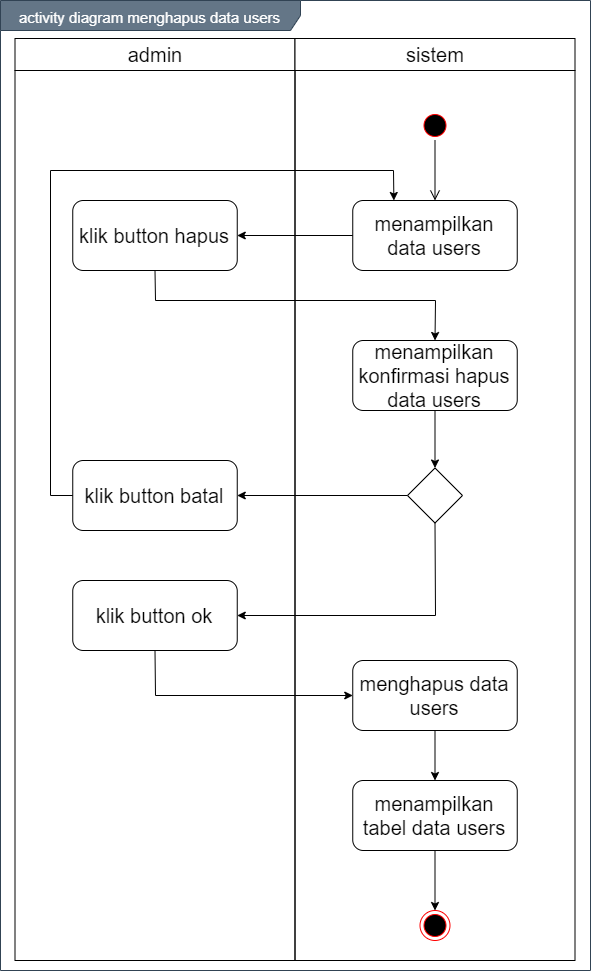 activity diagram menghapus data users
admin
sistem
menampilkan
data users
klik button hapus
menampilkan
konfirmasi hapus
data users
klik button batal
klik button ok
menghapus data
users
menampilkan
tabel data users